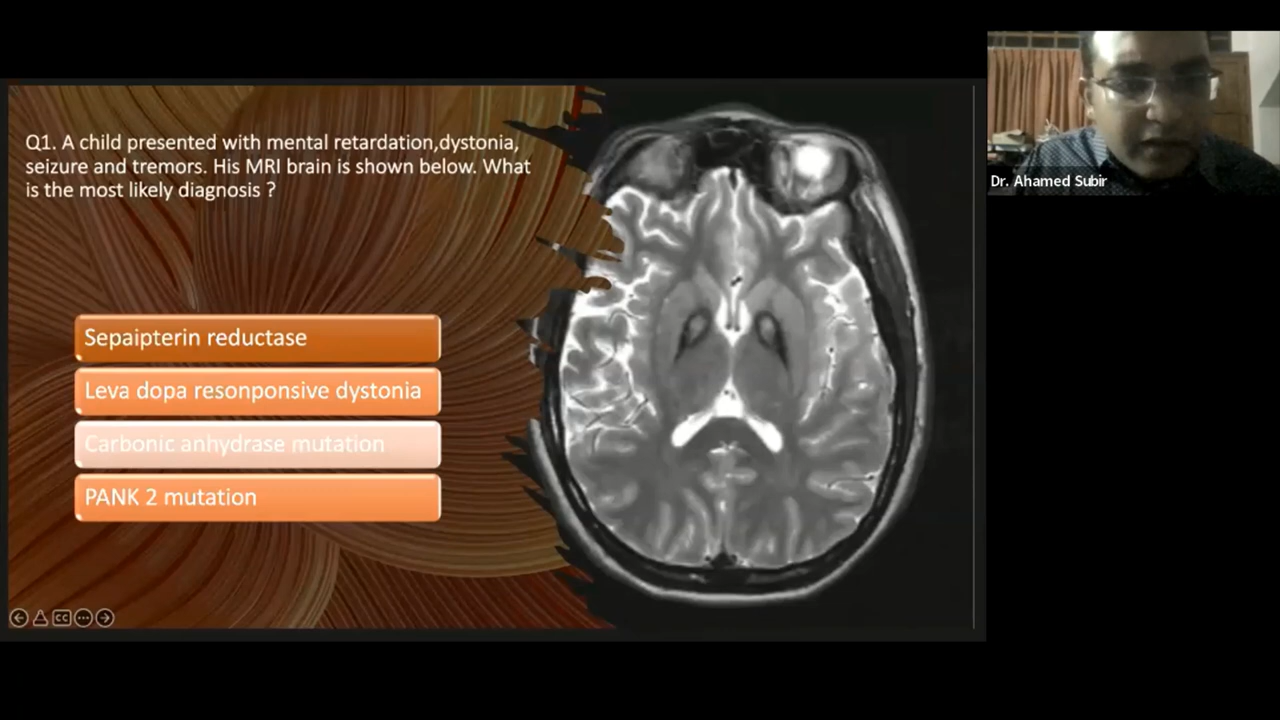 Q1. A child presented with mental retardation,dystonia,
seizure and tremors. His MRI brain is shown below. What
is the most likely diagnosis ?
Sepaipterin reductase
Leva dopa resonponsive dystonia
Carbonic anhydrase mutation
PANK 2 mutation
CC
Dr. Ahamed Subir